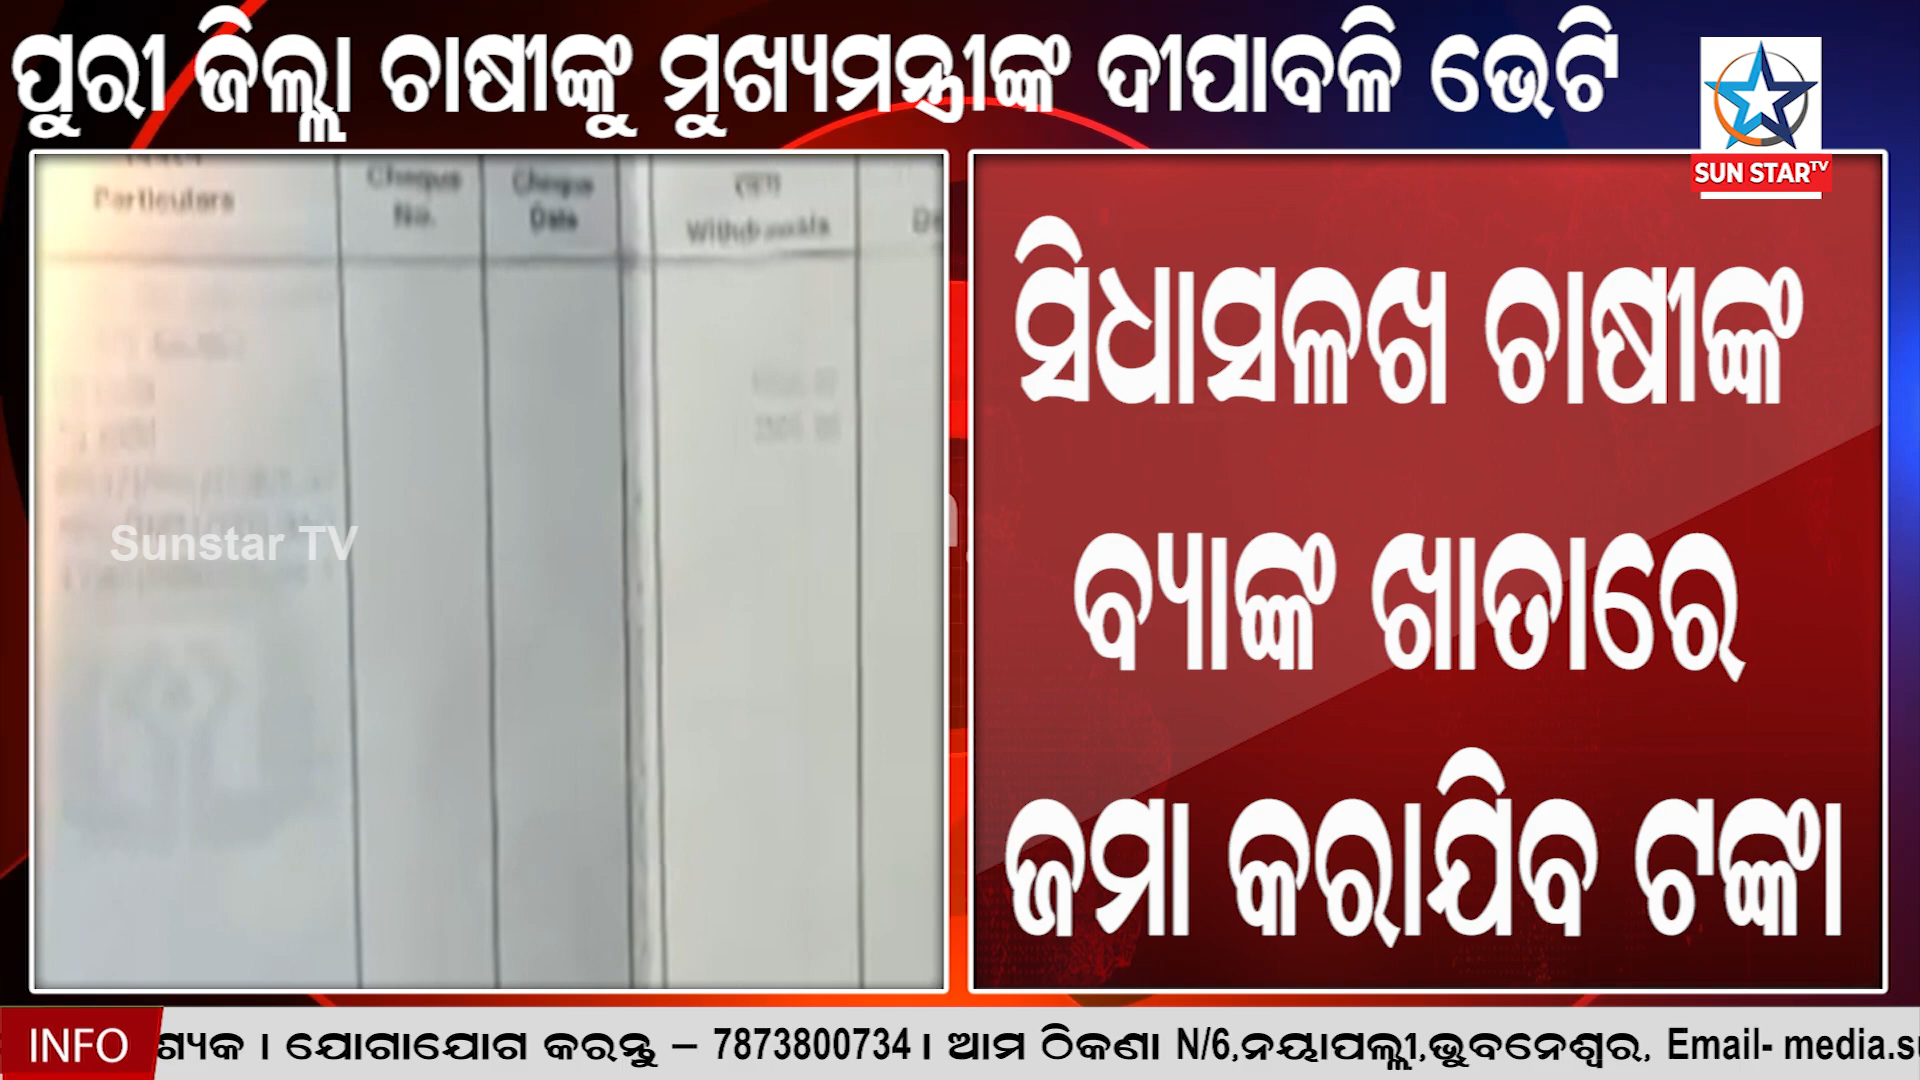 ପୁରୀ ଜିଲ୍ଲା ଚାଷୀଙ୍କୁ ମୁଖ୍ୟମନ୍ତ୍ରୀଙ୍କ ଦୀପାବଳି ଭେଟି
SUN STAR TV
Particulars
Cheque No.
Cheque Date
Withdrawals
Sunstar TV
ସିଧାସଳଖ ଚାଷୀଙ୍କ
ବ୍ୟାଙ୍କ ଖାତାରେ
ଜମା କରାଯିବ ଟଙ୍କା
INFO ଶ୍ୟକ । ଯୋଗାଯୋଗ କରନ୍ତୁ – 7873800734 । ଆମ ଠିକଣା N/6,ନୟାପଲ୍ଲୀ,ଭୁବନେଶ୍ୱର, Email- media.su